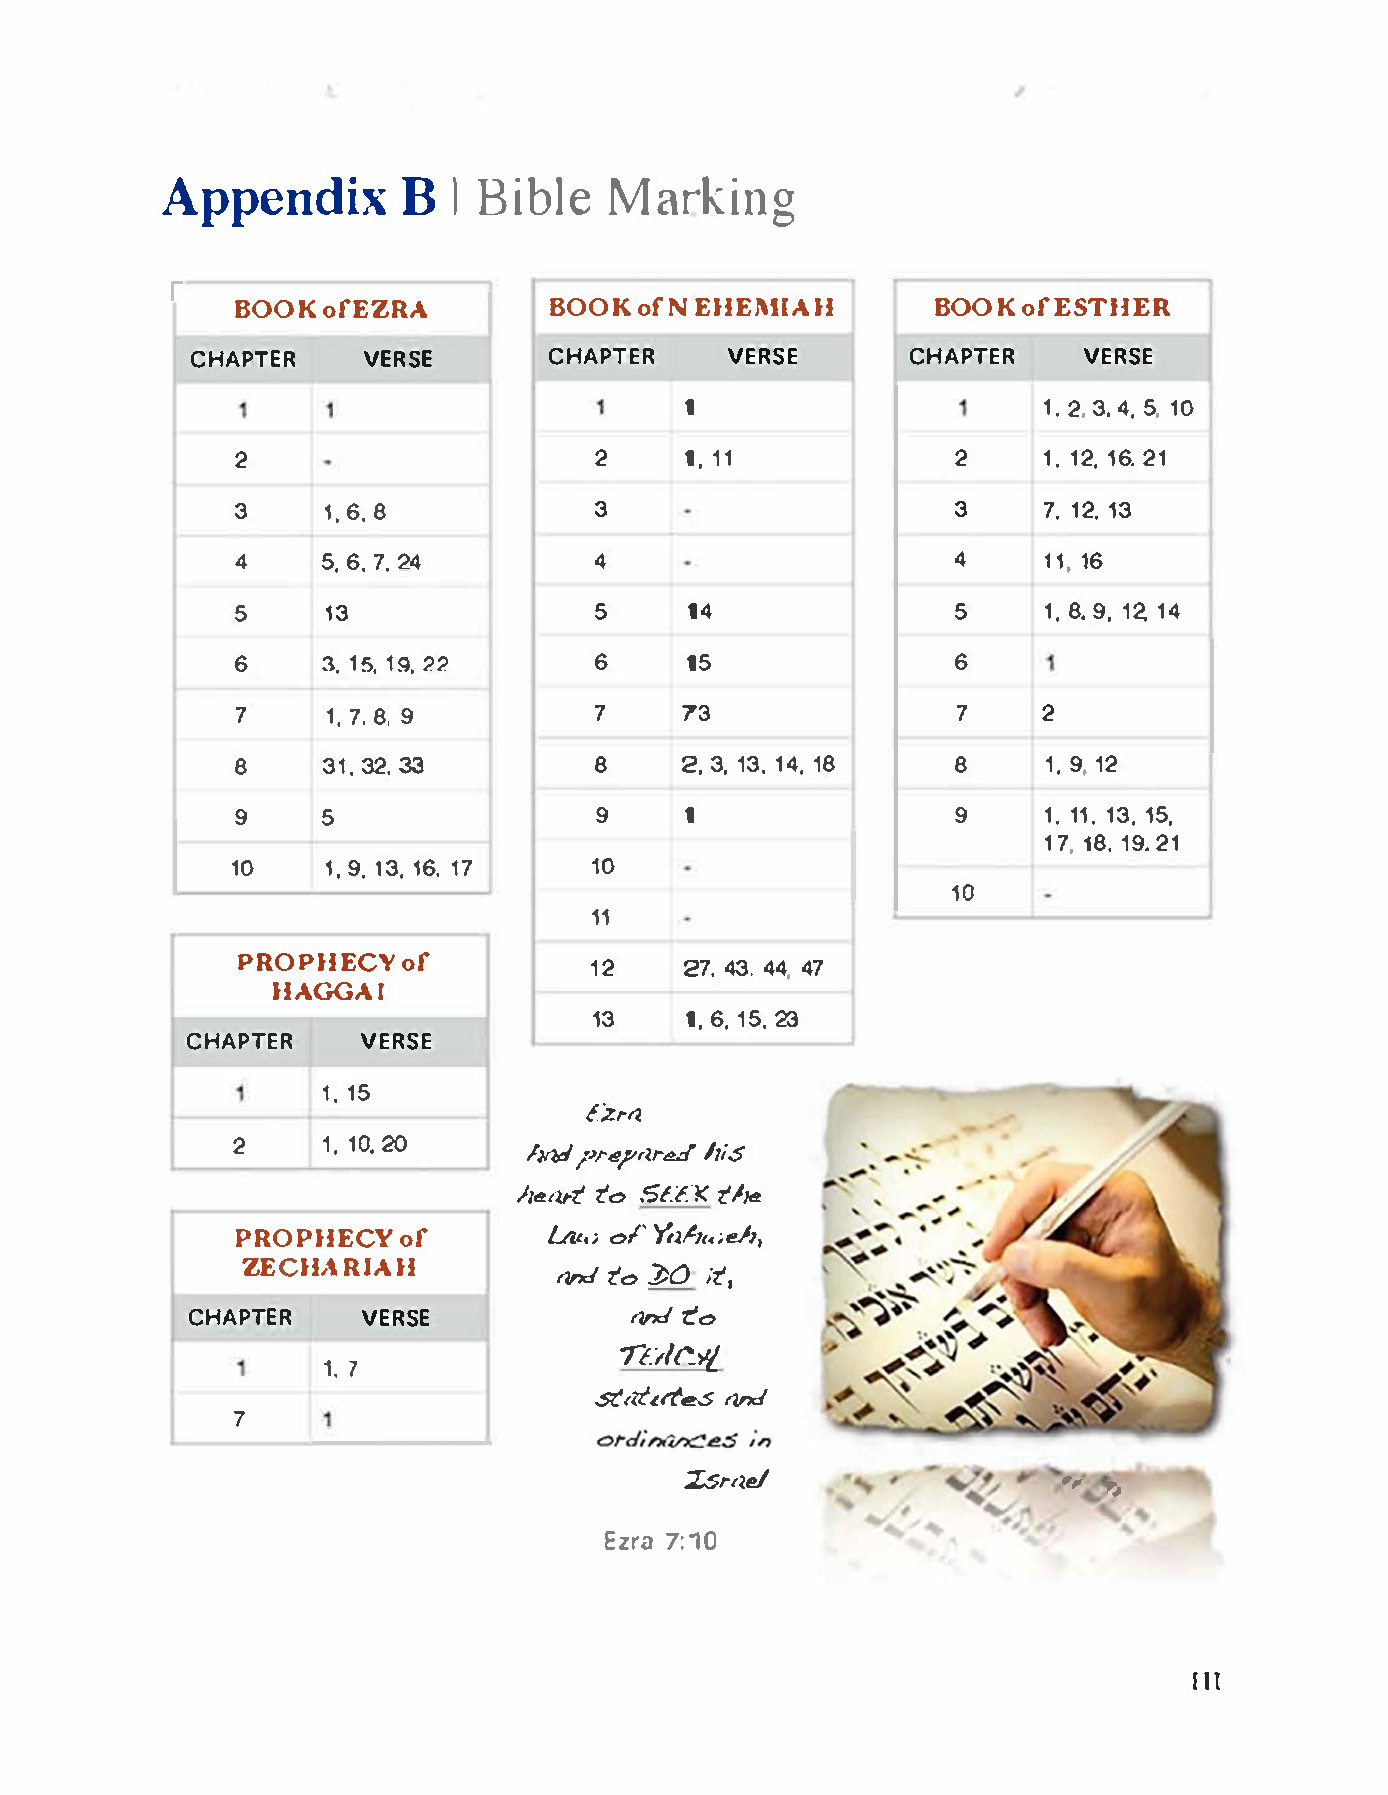 Appendix B | Bible Marking
BOOK of EZRA
CHAPTER VERSE
1 1
2 -
3 1, 6, 8
4 5, 6, 7, 24
5 13
6 3, 15, 19, 22
7 1, 7, 8, 9
8 31, 32, 33
9 5
10 1, 9, 13, 16, 17
PROPHECY of
HAGGAI
CHAPTER VERSE
1 1, 15
2 1, 10, 20
PROPHECY of
ZECHARIAH
CHAPTER VERSE
1 1, 7
7 1
BOOK of NEHEMIAH
CHAPTER VERSE
1 1
2 1, 11
3 -
4 -
5 14
6 15
7 73
8 2, 3, 13, 14, 18
9 1
10 -
11 -
12 27, 43, 44, 47
13 1, 6, 15, 23
BOOK of ESTHER
CHAPTER VERSE
1 1, 2, 3, 4, 5, 10
2 1, 12, 16, 21
3 7, 12, 13
4 11, 16
5 1, 8, 9, 12, 14
6 1
7 2
8 1, 9, 12
9 1, 11, 13, 15,
17, 18, 19, 21
10 -
Ezra
had prepared his
heart to SEEK the
Law of Yahweh,
and to DO it,
and to
TEACH
statutes and
ordinances in
Israel
Ezra 7:10
III